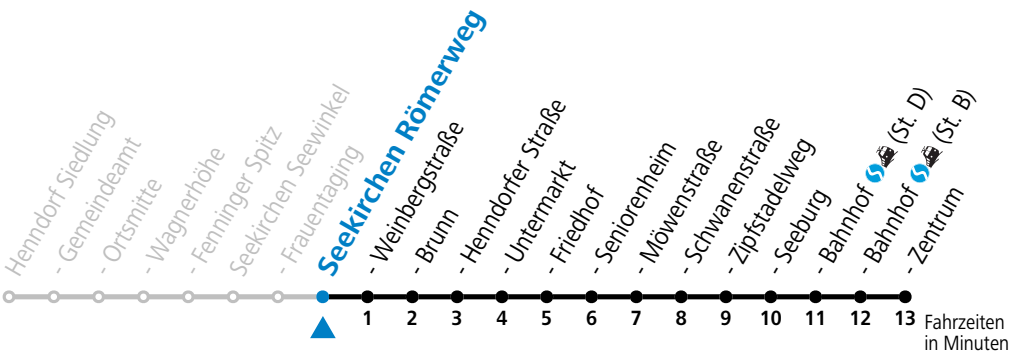 Henndorf Siedlung
- Gemeindeamt
- Ortsmitte
- Wagnerhöhe
- Fenninger Spitz
Seekirchen Seewinkel
- Frauentaging
Seekirchen Römerweg
- Weinbergstraße
- Brunn
- Henndorfer Straße
- Untermarkt
- Friedhof
- Seniorenheim
- Möwenstraße
- Schwanenstraße
- Zipfstadelweg
- Seeburg
- Bahnhof S (St. D)
- Bahnhof S (St. B)
- Zentrum
1 2 3 4 5 6 7 8 9 10 11 12 13
Fahrzeiten
in Minuten